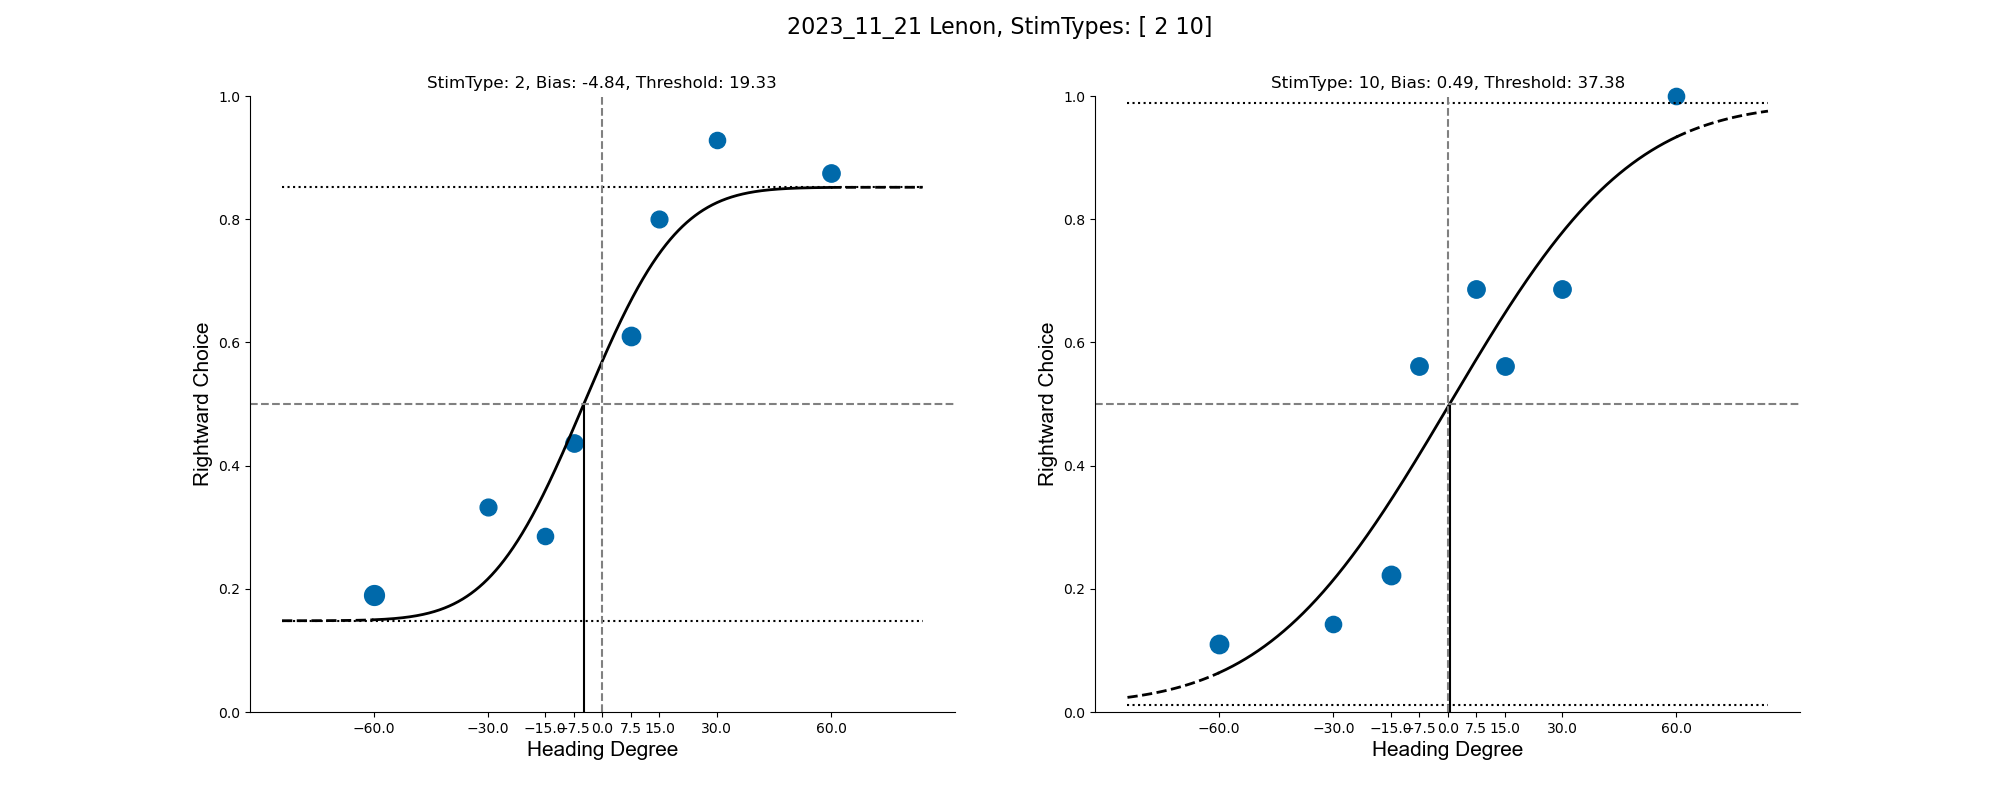 2023_11_21 Lenon, StimTypes: [ 2 10]
StimType: 2, Bias: -4.84, Threshold: 19.33
1.0
0.8
0.6
0.4
0.2
0.0
Rightward Choice
−60.0 −30.0 −15.0 −7.5 0.0 7.5 15.0 30.0 60.0
Heading Degree
StimType: 10, Bias: 0.49, Threshold: 37.38
1.0
0.8
0.6
0.4
0.2
0.0
Rightward Choice
−60.0 −30.0 −15.0 −7.5 0.0 7.5 15.0 30.0 60.0
Heading Degree